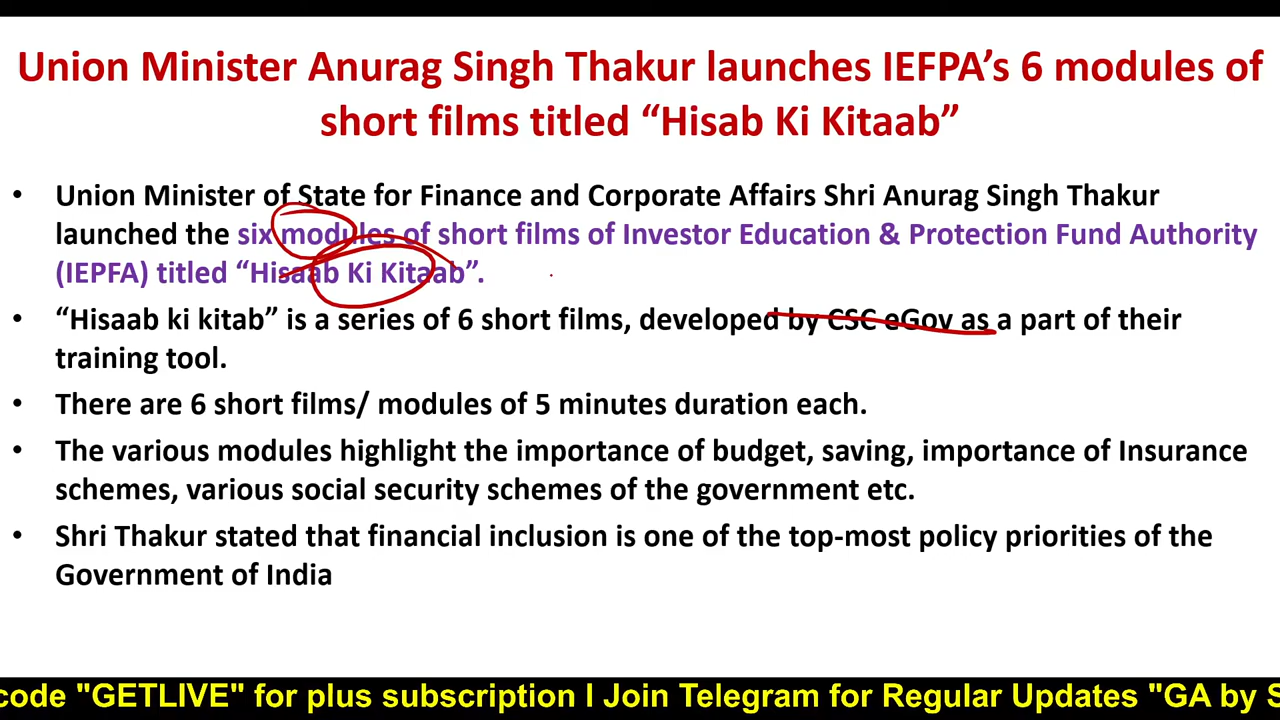 Union Minister Anurag Singh Thakur launches IEFPA’s 6 modules of
short films titled “Hisab Ki Kitaab”
• Union Minister of State for Finance and Corporate Affairs Shri Anurag Singh Thakur
launched the six modules of short films of Investor Education & Protection Fund Authority
(IEPFA) titled “Hisaab Ki Kitaab”.
• “Hisaab ki kitab” is a series of 6 short films, developed by CSC eGov as a part of their
training tool.
• There are 6 short films/ modules of 5 minutes duration each.
• The various modules highlight the importance of budget, saving, importance of Insurance
schemes, various social security schemes of the government etc.
• Shri Thakur stated that financial inclusion is one of the top-most policy priorities of the
Government of India
code "GETLIVE" for plus subscription I Join Telegram for Regular Updates "GA by S